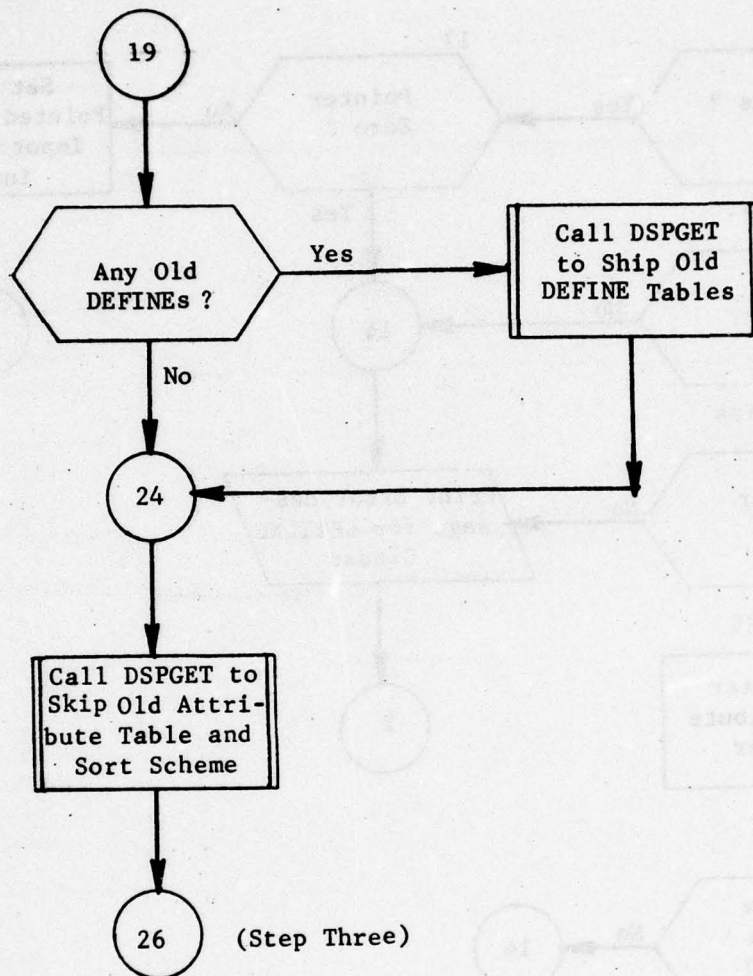 19
Any Old
DEFINEs ?
Yes
Call DSPGET
to Ship Old
DEFINE Tables
No
24
Call DSPGET to
Skip Old Attri-
bute Table and
Sort Scheme
26
(Step Three)